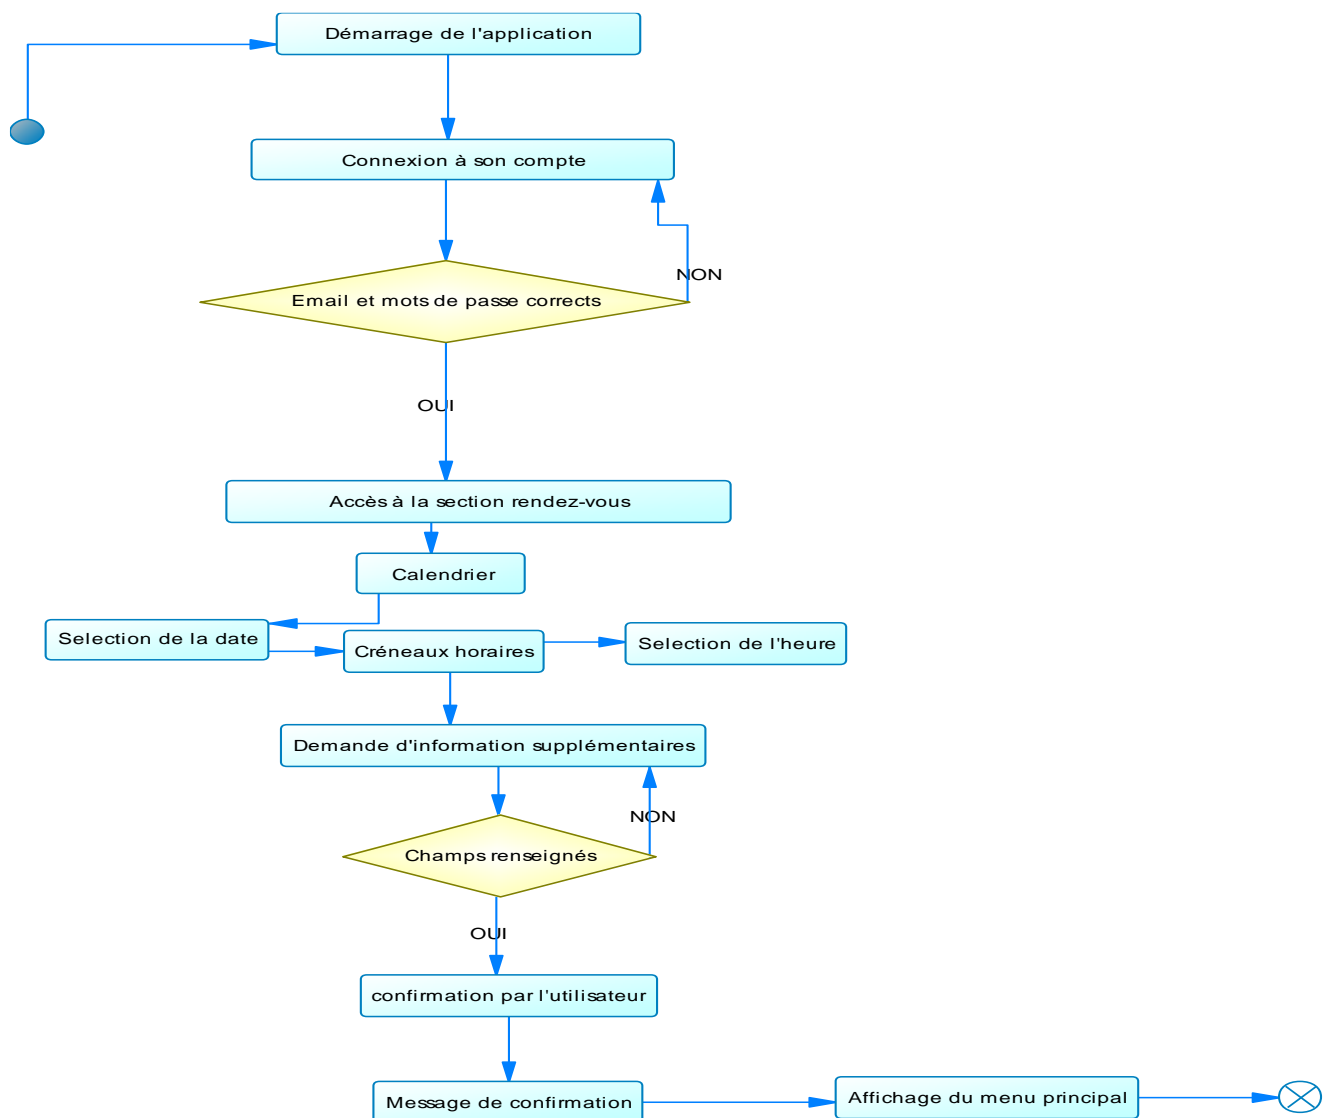 Démarrage de l'application
Connexion à son compte
NON
Email et mots de passe corrects
OUI
Accès à la section rendez-vous
Calendrier
Selection de la date
Créneaux horaires
Selection de l'heure
Demande d'information supplémentaires
NON
Champs renseignés
OUI
confirmation par l'utilisateur
Message de confirmation
Affichage du menu principal